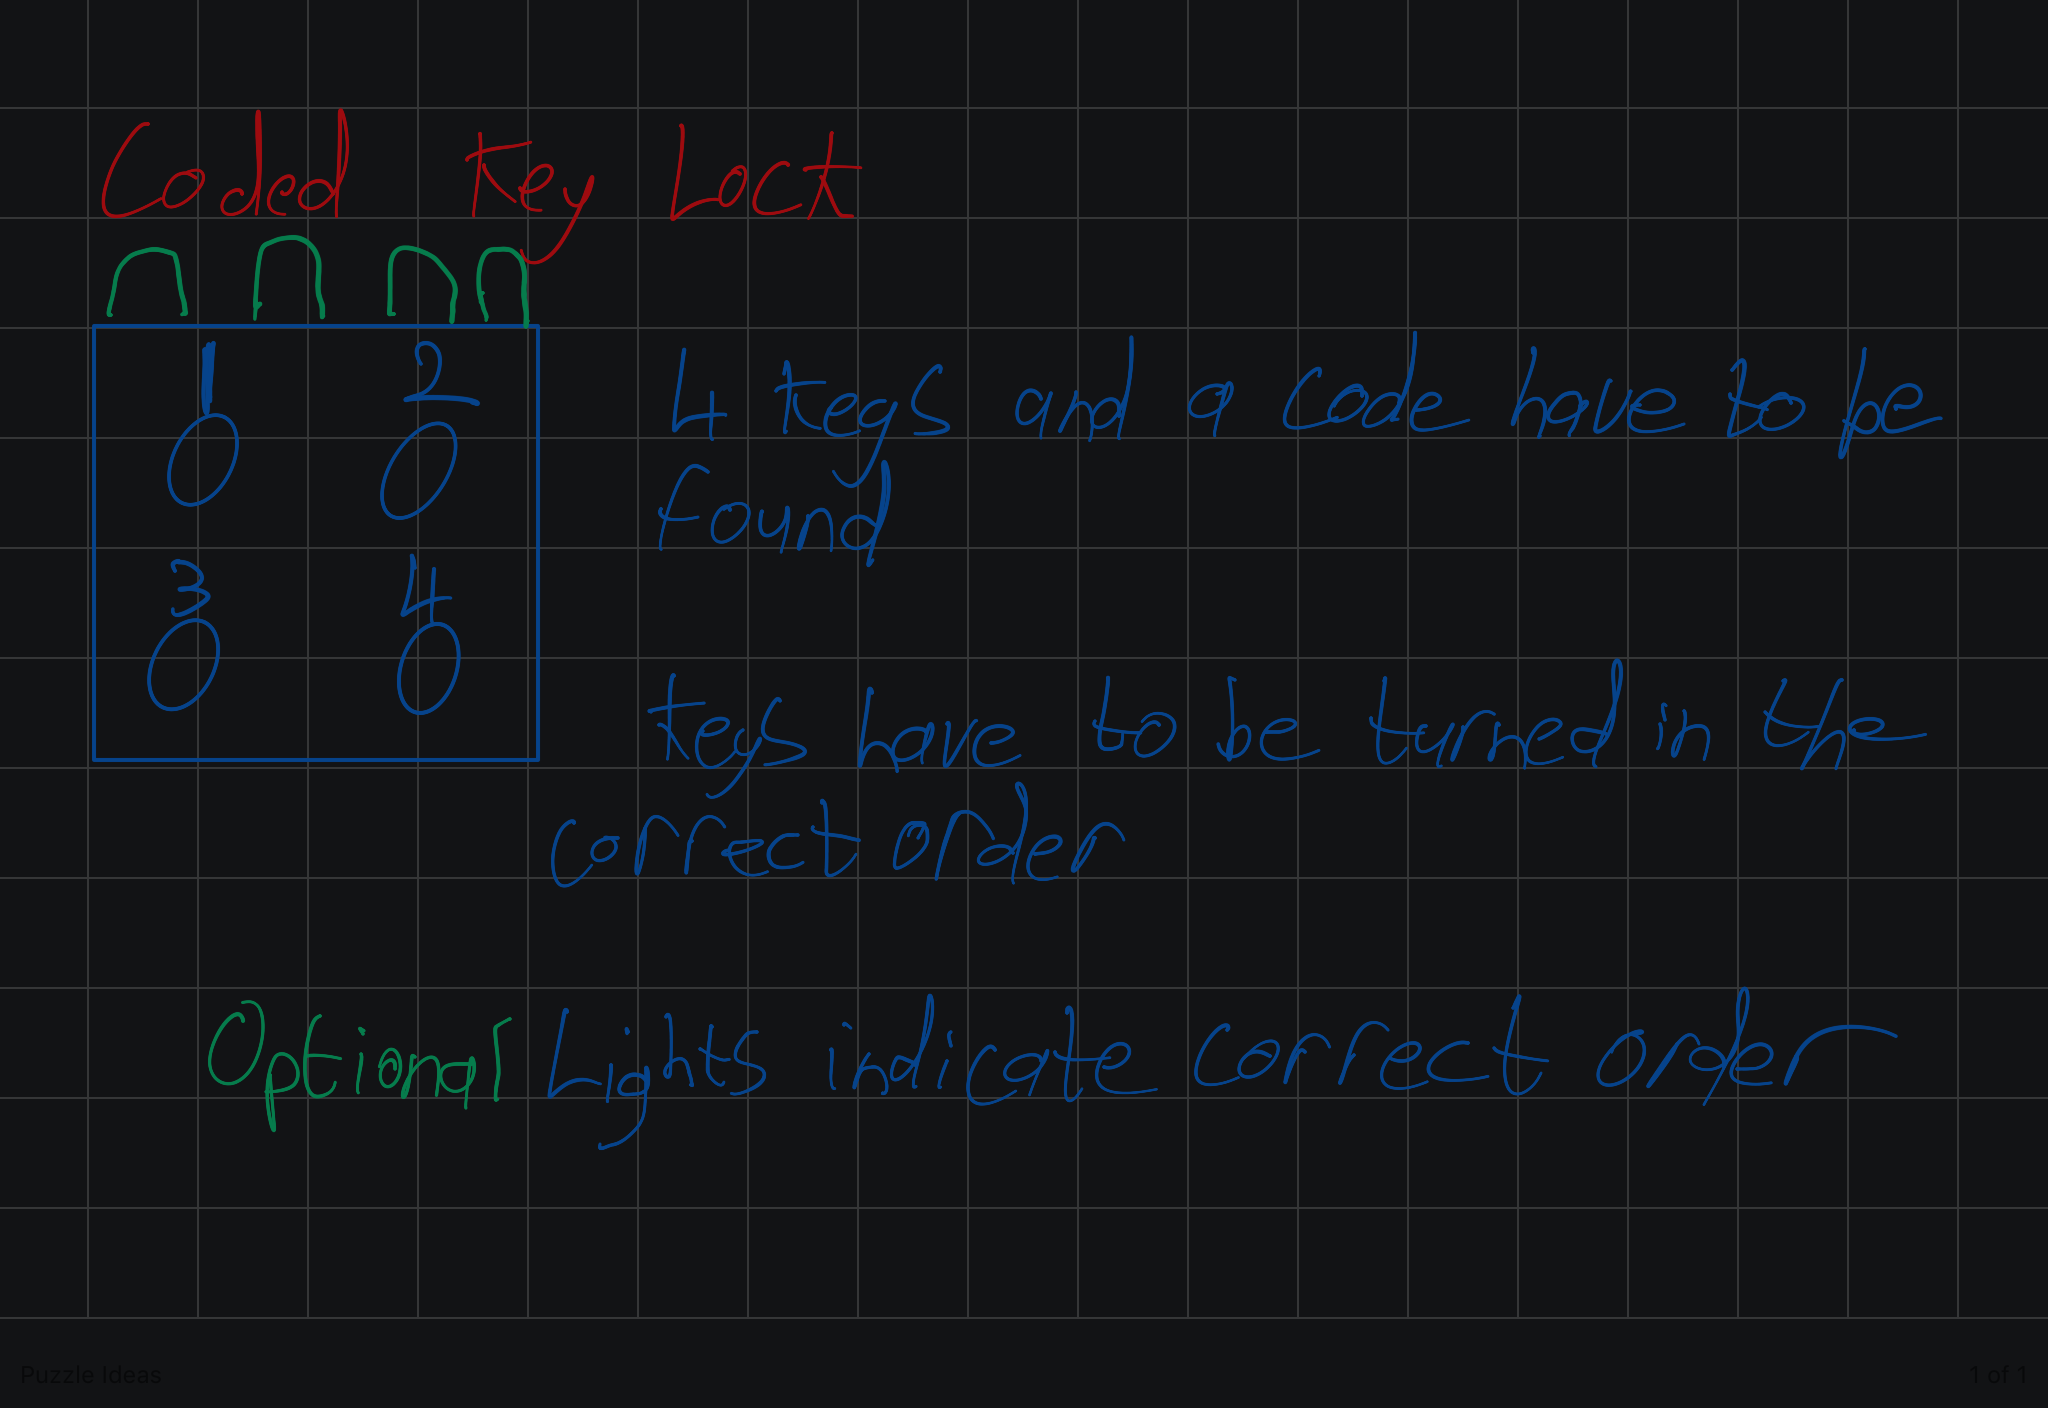 Coded Key Lock
1 2
3 4
4 keys and a code have to be
found
keys have to be turned in the
correct order
Optional Lights indicate correct order
Puzzle Ideas
1 of 1